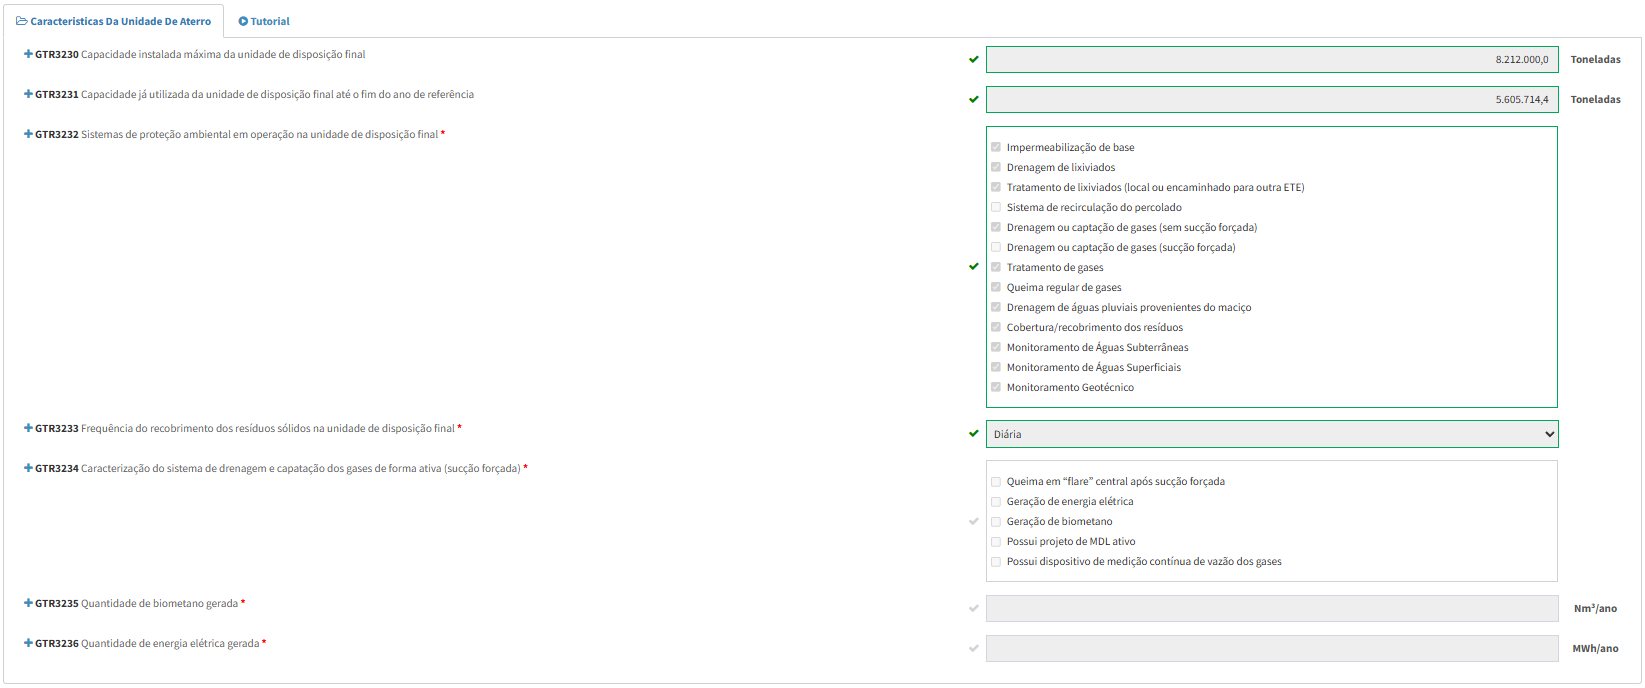 Caracteristicas Da Unidade De Aterro
Tutorial
GTR3230 Capacidade instalada máxima da unidade de disposição final
8.212.000,0 Toneladas
GTR3231 Capacidade já utilizada da unidade de disposição final até o fim do ano de referência
5.605.714,4 Toneladas
GTR3232 Sistemas de proteção ambiental em operação na unidade de disposição final *
Impermeabilização de base
Drenagem de lixiviados
Tratamento de lixiviados (local ou encaminhado para outra ETE)
Sistema de recirculação do percolado
Drenagem ou captação de gases (sem sucção forçada)
Drenagem ou captação de gases (sucção forçada)
Tratamento de gases
Queima regular de gases
Drenagem de águas pluviais provenientes do maciço
Cobertura/recobrimento dos resíduos
Monitoramento de Águas Subterrâneas
Monitoramento de Águas Superficiais
Monitoramento Geotécnico
GTR3233 Frequência do recobrimento dos resíduos sólidos na unidade de disposição final *
Diária
GTR3234 Caracterização do sistema de drenagem e capatação dos gases de forma ativa (sucção forçada) *
Queima em “flare” central após sucção forçada
Geração de energia elétrica
Geração de biometano
Possui projeto de MDL ativo
Possui dispositivo de medição contínua de vazão dos gases
GTR3235 Quantidade de biometano gerada *
Nm³/ano
GTR3236 Quantidade de energia elétrica gerada *
MWh/ano